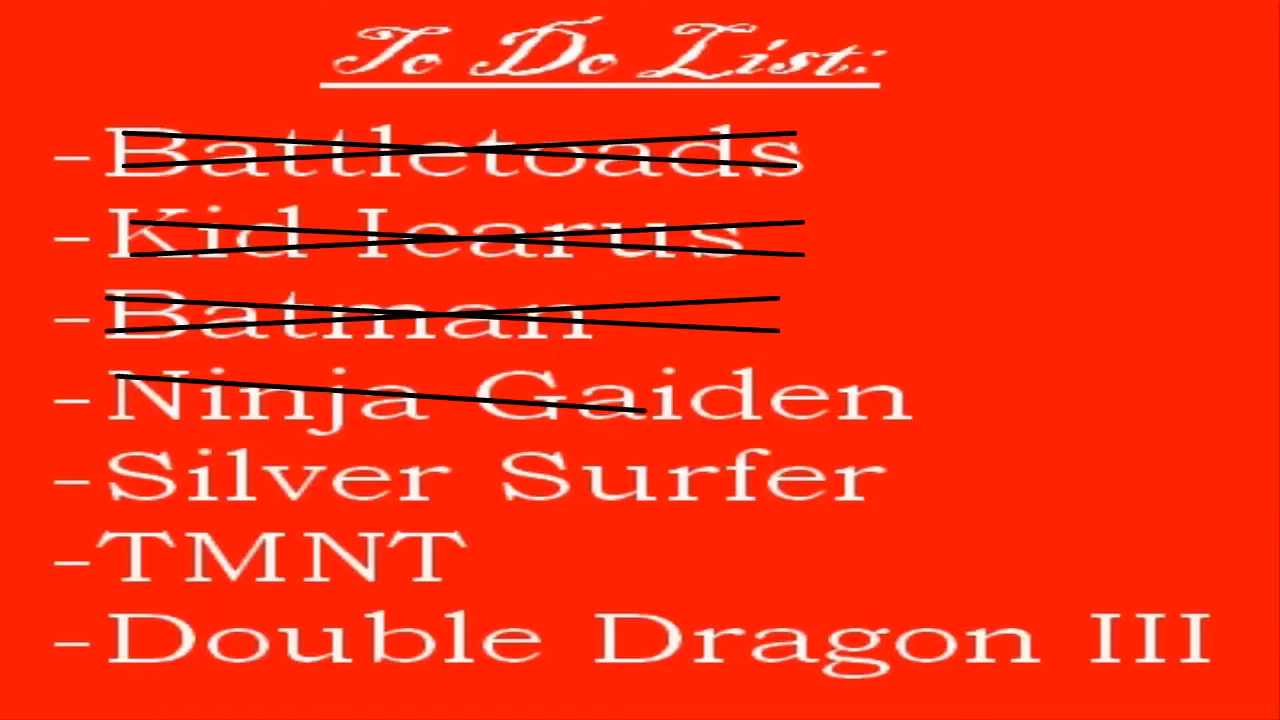 To Do List:
-Battletoads
-Kid Icarus
-Batman
-Ninja Gaiden
-Silver Surfer
-TMNT
-Double Dragon III